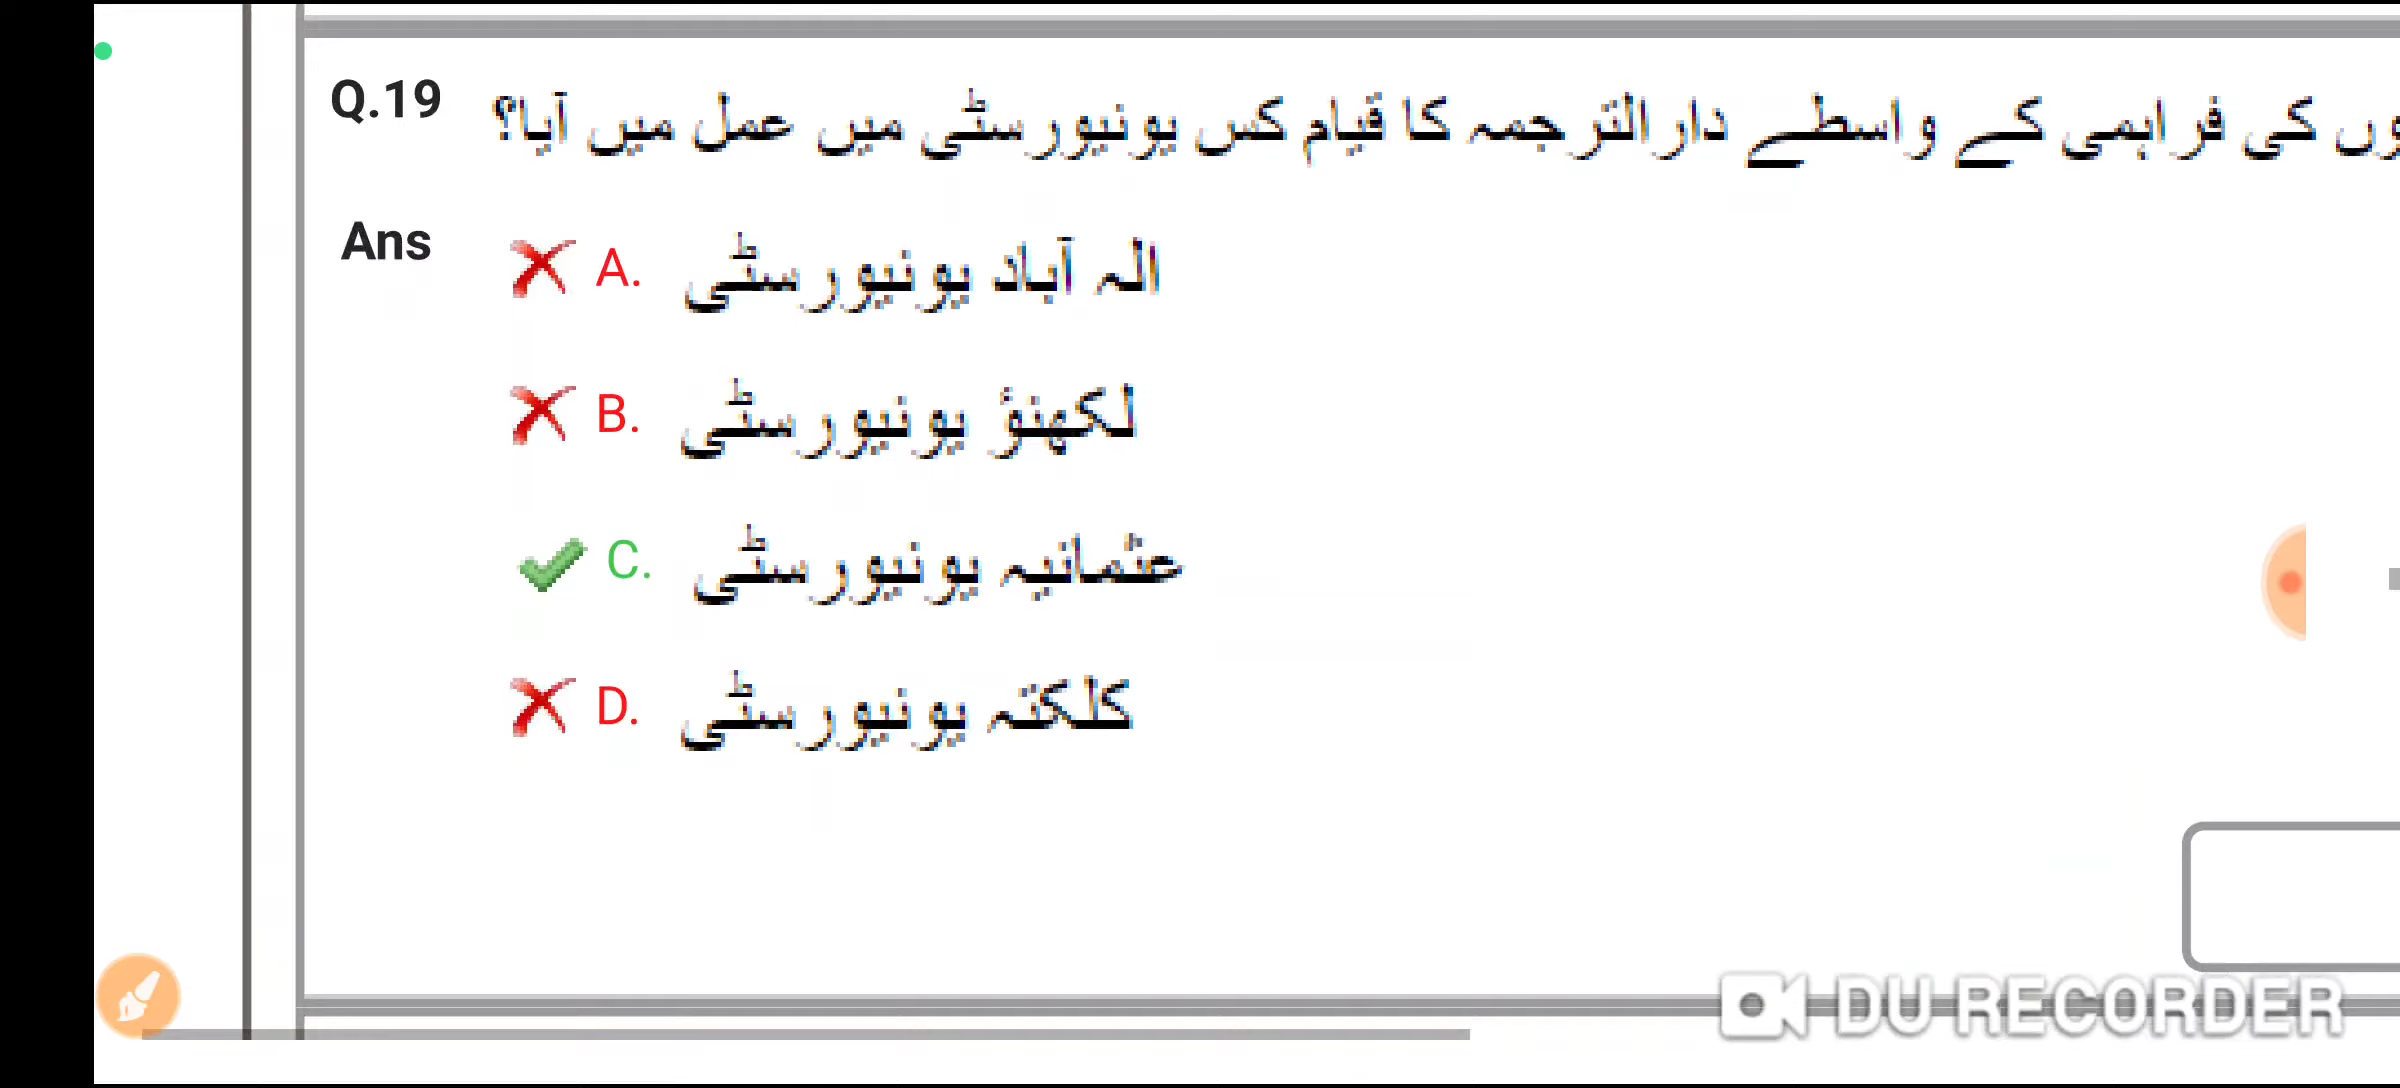 Q.19 کی فراہمی کے واسطے دارالترجمہ کا قیام کس یونیورسٹی میں عمل میں آیا؟
Ans A. الہ آباد یونیورسٹی
B. لکھنؤ یونیورسٹی
C. عثمانیہ یونیورسٹی
D. کلکتہ یونیورسٹی
DU RECORDER